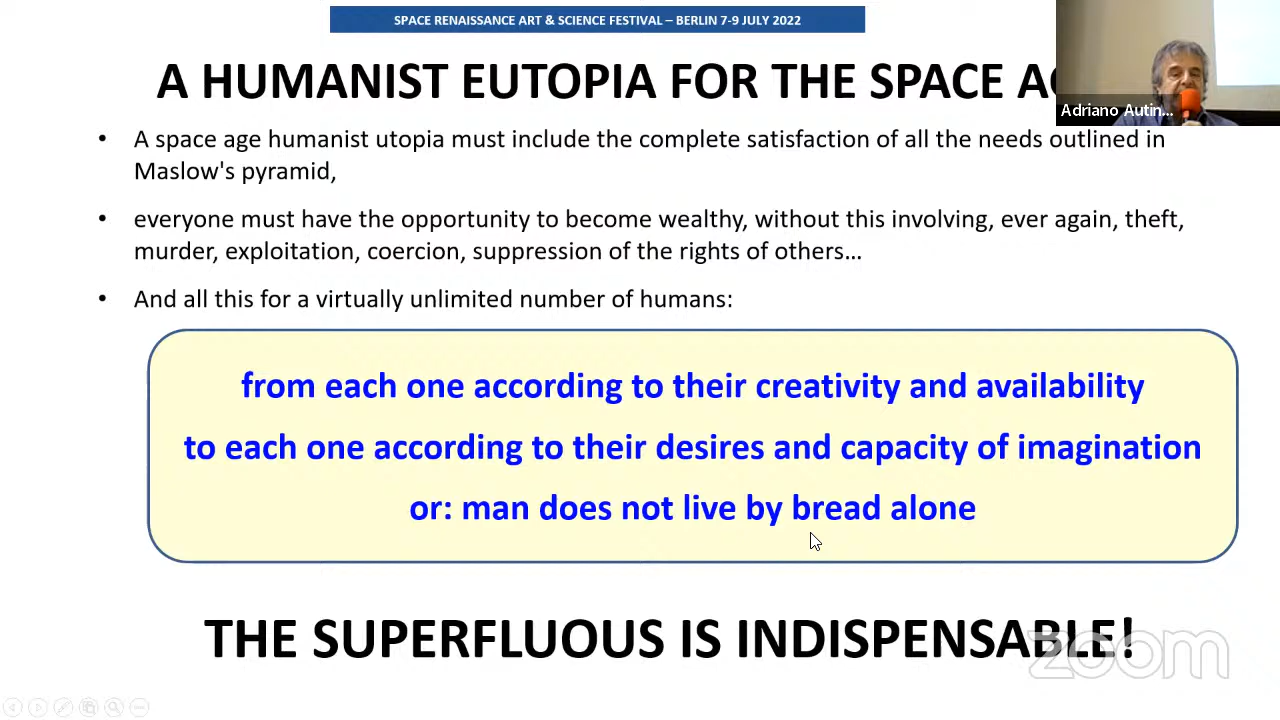 SPACE RENAISSANCE ART & SCIENCE FESTIVAL – BERLIN 7-9 JULY 2022
A HUMANIST EUTOPIA FOR THE SPACE
Adriano Autin...
• A space age humanist utopia must include the complete satisfaction of all the needs outlined in
Maslow's pyramid,
• everyone must have the opportunity to become wealthy, without this involving, ever again, theft,
murder, exploitation, coercion, suppression of the rights of others…
• And all this for a virtually unlimited number of humans:
from each one according to their creativity and availability
to each one according to their desires and capacity of imagination
or: man does not live by bread alone
THE SUPERFLUOUS IS INDISPENSABLE!
zoom